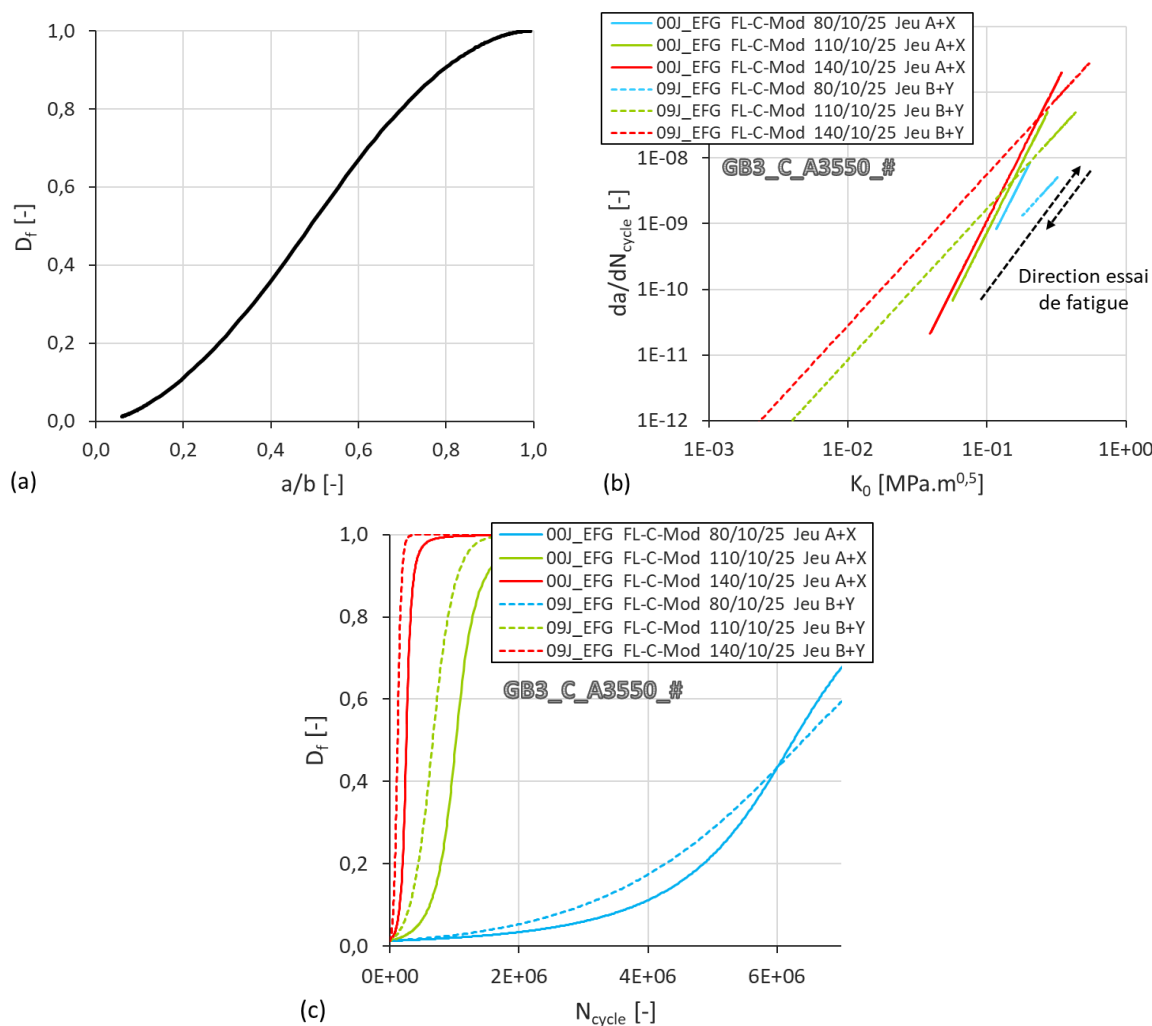 1,0
0,8
0,6
0,4
0,2
0,0
D_f [-]
0,0 0,2 0,4 0,6 0,8 1,0
a/b [-]
(a)
00J_EFG FL-C-Mod 80/10/25 Jeu A+X
00J_EFG FL-C-Mod 110/10/25 Jeu A+X
00J_EFG FL-C-Mod 140/10/25 Jeu A+X
09J_EFG FL-C-Mod 80/10/25 Jeu B+Y
09J_EFG FL-C-Mod 110/10/25 Jeu B+Y
09J_EFG FL-C-Mod 140/10/25 Jeu B+Y
GB3_C_A3550_#
1E-08
1E-09
1E-10
1E-11
1E-12
da/dN_cycle [-]
Direction essai
de fatigue
1E-03 1E-02 1E-01 1E+00
K_0 [MPa.m^0,5]
(b)
00J_EFG FL-C-Mod 80/10/25 Jeu A+X
00J_EFG FL-C-Mod 110/10/25 Jeu A+X
00J_EFG FL-C-Mod 140/10/25 Jeu A+X
09J_EFG FL-C-Mod 80/10/25 Jeu B+Y
09J_EFG FL-C-Mod 110/10/25 Jeu B+Y
09J_EFG FL-C-Mod 140/10/25 Jeu B+Y
GB3_C_A3550_#
1,0
0,8
0,6
0,4
0,2
0,0
D_f [-]
0E+00 2E+06 4E+06 6E+06
N_cycle [-]
(c)